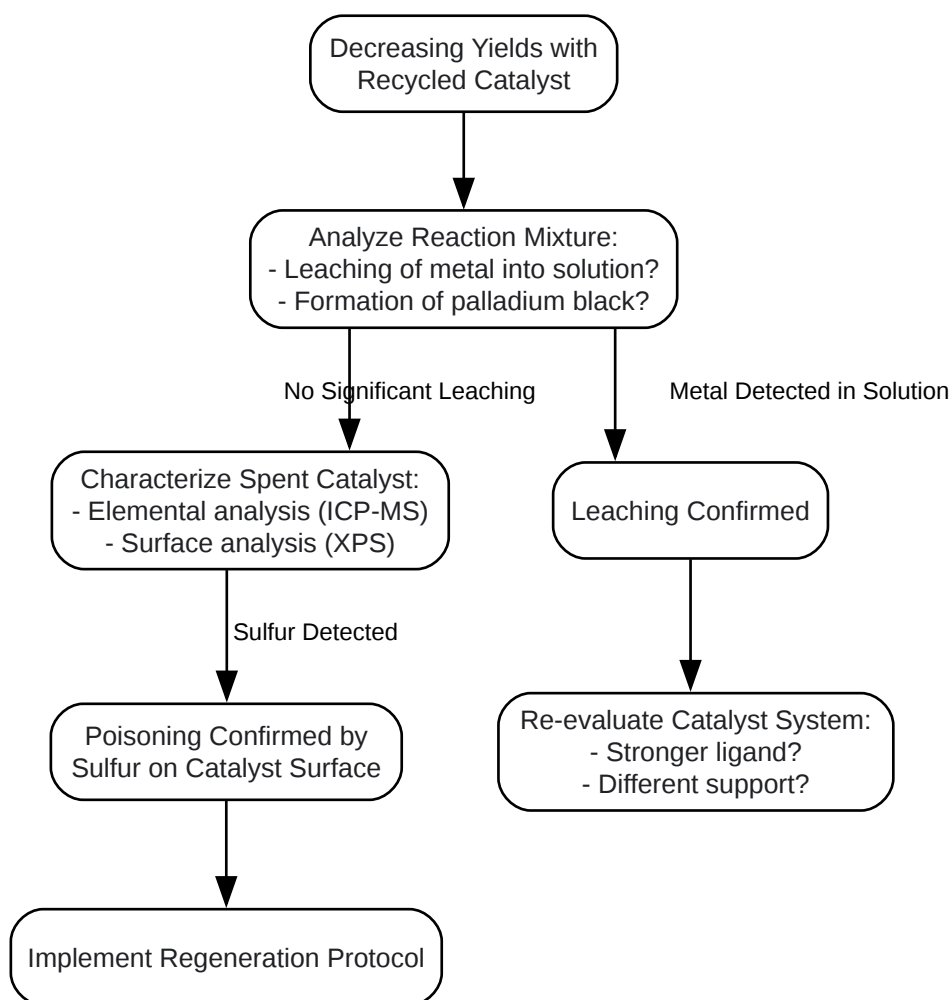 Decreasing Yields with
Recycled Catalyst
Analyze Reaction Mixture:
- Leaching of metal into solution?
- Formation of palladium black?
No Significant Leaching
Metal Detected in Solution
Characterize Spent Catalyst:
- Elemental analysis (ICP-MS)
- Surface analysis (XPS)
Leaching Confirmed
Sulfur Detected
Poisoning Confirmed by
Sulfur on Catalyst Surface
Re-evaluate Catalyst System:
- Stronger ligand?
- Different support?
Implement Regeneration Protocol